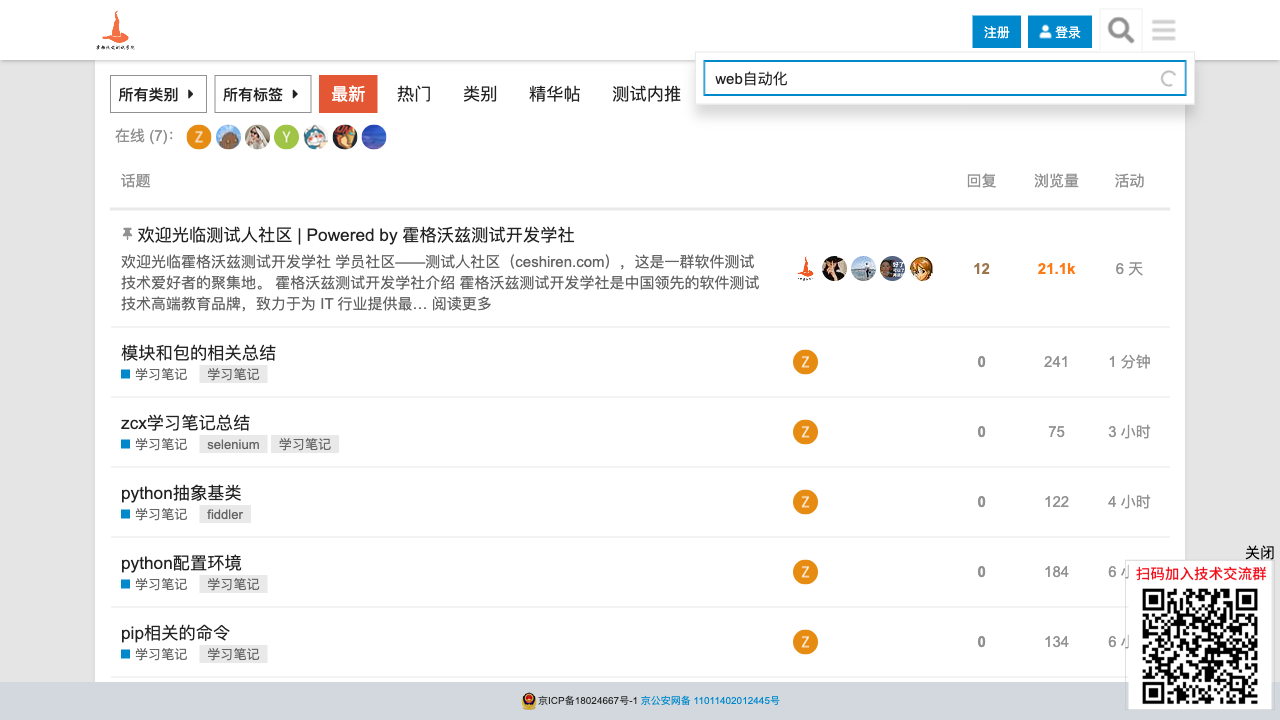 霍格沃兹测试学院
注册
登录
web自动化
所有类别
所有标签
最新
热门
类别
精华帖
测试内推
在线 (7):
Z
Y
话题
回复
浏览量
活动
欢迎光临测试人社区 | Powered by 霍格沃兹测试开发学社
欢迎光临霍格沃兹测试开发学社 学员社区——测试人社区（ceshiren.com），这是一群软件测试
技术爱好者的聚集地。 霍格沃兹测试开发学社介绍 霍格沃兹测试开发学社是中国领先的软件测试
技术高端教育品牌，致力于为 IT 行业提供最… 阅读更多
12
21.1k
6 天
模块和包的相关总结
学习笔记
学习笔记
Z
0
241
1 分钟
zcx学习笔记总结
学习笔记
selenium
学习笔记
Z
0
75
3 小时
python抽象基类
学习笔记
fiddler
Z
0
122
4 小时
python配置环境
学习笔记
学习笔记
Z
0
184
6
pip相关的命令
学习笔记
学习笔记
Z
0
134
6
关闭
扫码加入技术交流群
京ICP备18024667号-1 京公安网备 11011402012445号